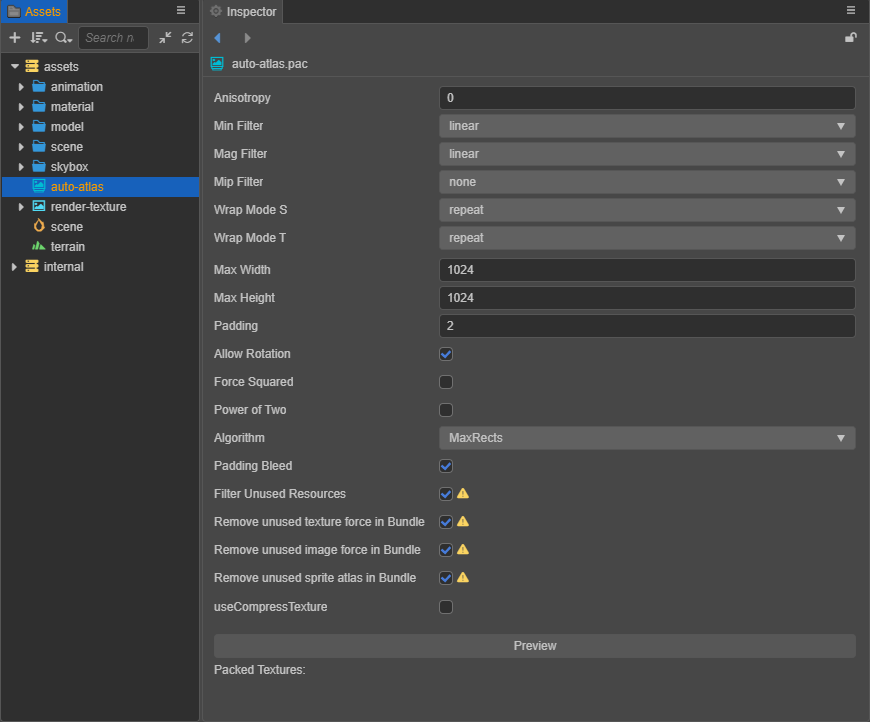 Assets
Search n
assets
animation
material
model
scene
skybox
auto-atlas
render-texture
scene
terrain
internal
Inspector
auto-atlas.pac
Anisotropy 0
Min Filter linear
Mag Filter linear
Mip Filter none
Wrap Mode S repeat
Wrap Mode T repeat
Max Width 1024
Max Height 1024
Padding 2
Allow Rotation
Force Squared
Power of Two
Algorithm MaxRects
Padding Bleed
Filter Unused Resources
Remove unused texture force in Bundle
Remove unused image force in Bundle
Remove unused sprite atlas in Bundle
useCompressTexture
Preview
Packed Textures: